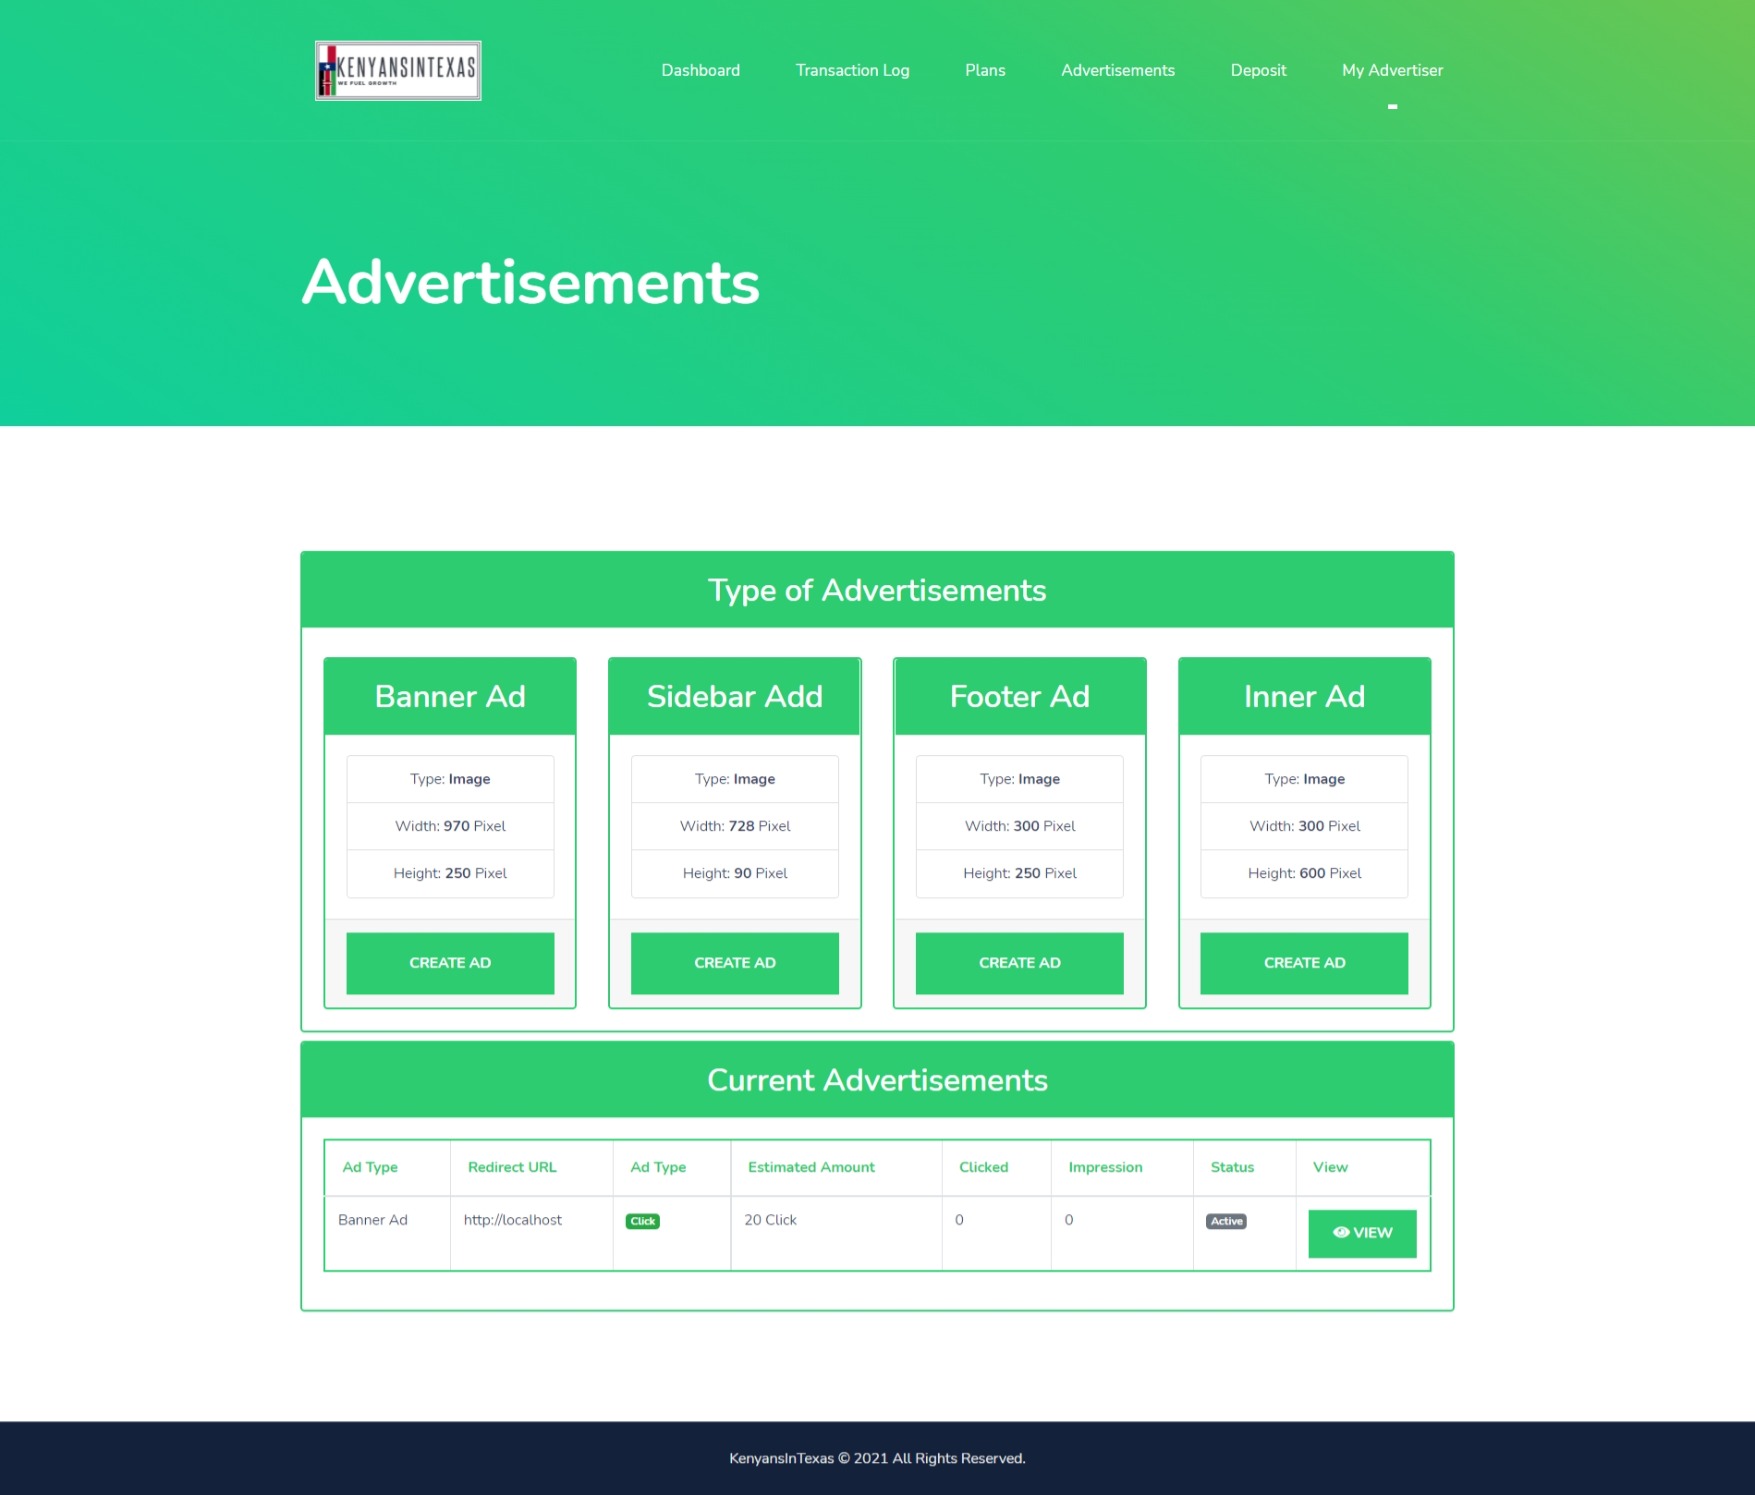 KENYANSINTEXAS
WE FUEL GROWTH
Dashboard Transaction Log Plans Advertisements Deposit My Advertiser
Advertisements
Type of Advertisements
Banner Ad
Type: Image
Width: 970 Pixel
Height: 250 Pixel
CREATE AD
Sidebar Add
Type: Image
Width: 728 Pixel
Height: 90 Pixel
CREATE AD
Footer Ad
Type: Image
Width: 300 Pixel
Height: 250 Pixel
CREATE AD
Inner Ad
Type: Image
Width: 300 Pixel
Height: 600 Pixel
CREATE AD
Current Advertisements
Ad Type Redirect URL Ad Type Estimated Amount Clicked Impression Status View
Banner Ad http://localhost Click 20 Click 0 0 Active VIEW
KenyansInTexas © 2021 All Rights Reserved.